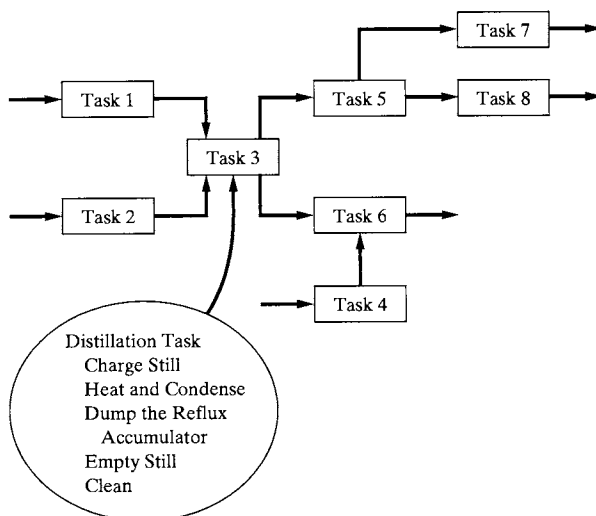 Task 7
Task 1
Task 5
Task 8
Task 3
Task 2
Task 6
Task 4
Distillation Task
Charge Still
Heat and Condense
Dump the Reflux
Accumulator
Empty Still
Clean